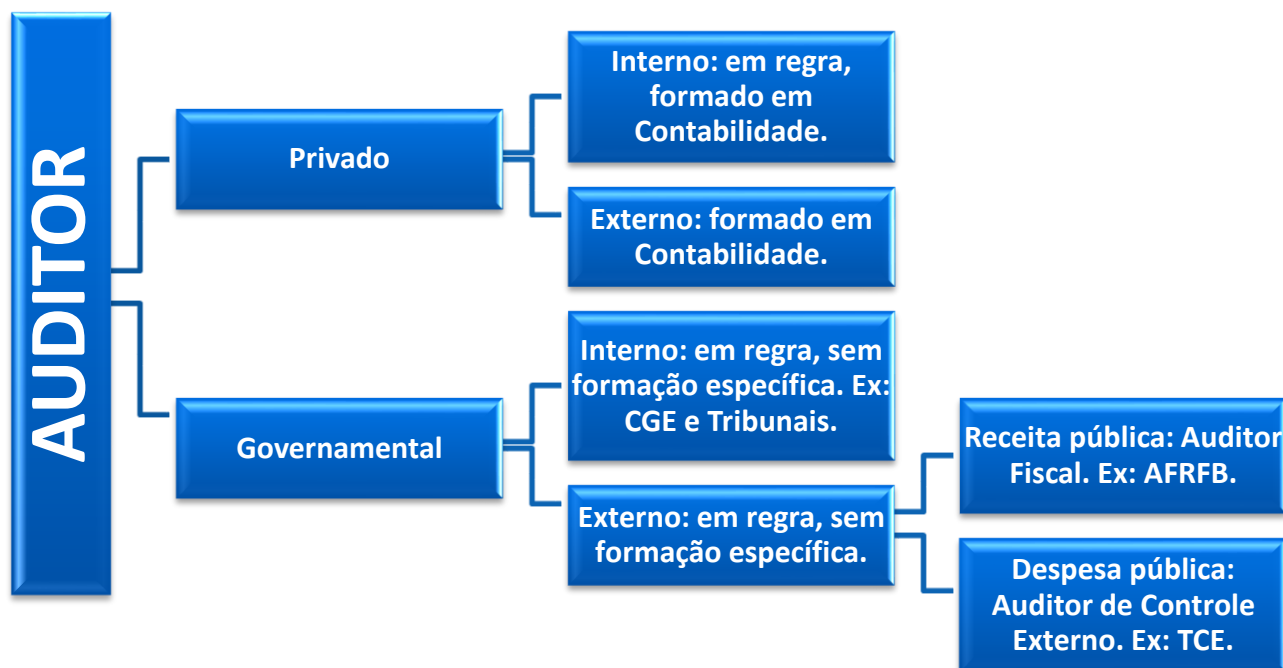 AUDITOR
Privado
Interno: em regra,
formado em
Contabilidade.
Externo: formado em
Contabilidade.
Governamental
Interno: em regra, sem
formação específica. Ex:
CGE e Tribunais.
Externo: em regra, sem
formação específica.
Receita pública: Auditor
Fiscal. Ex: AFRFB.
Despesa pública:
Auditor de Controle
Externo. Ex: TCE.